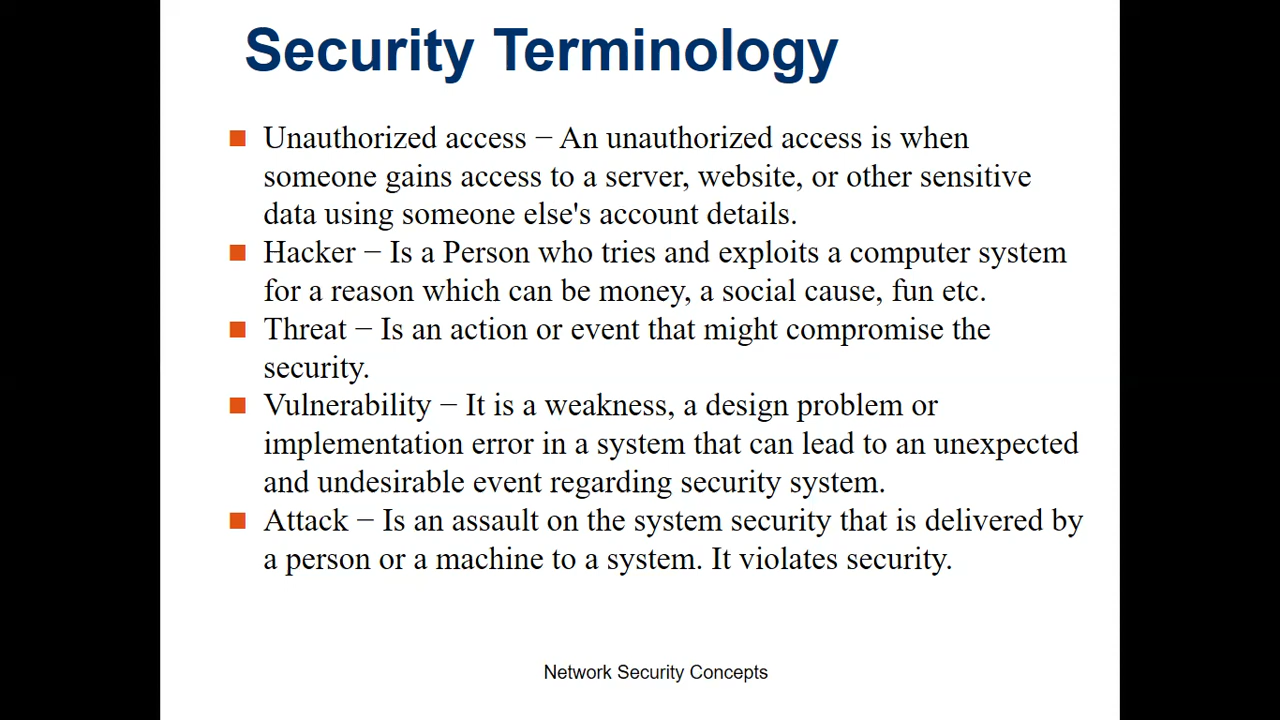 Security Terminology
Unauthorized access − An unauthorized access is when
someone gains access to a server, website, or other sensitive
data using someone else's account details.
Hacker − Is a Person who tries and exploits a computer system
for a reason which can be money, a social cause, fun etc.
Threat − Is an action or event that might compromise the
security.
Vulnerability − It is a weakness, a design problem or
implementation error in a system that can lead to an unexpected
and undesirable event regarding security system.
Attack − Is an assault on the system security that is delivered by
a person or a machine to a system. It violates security.
Network Security Concepts